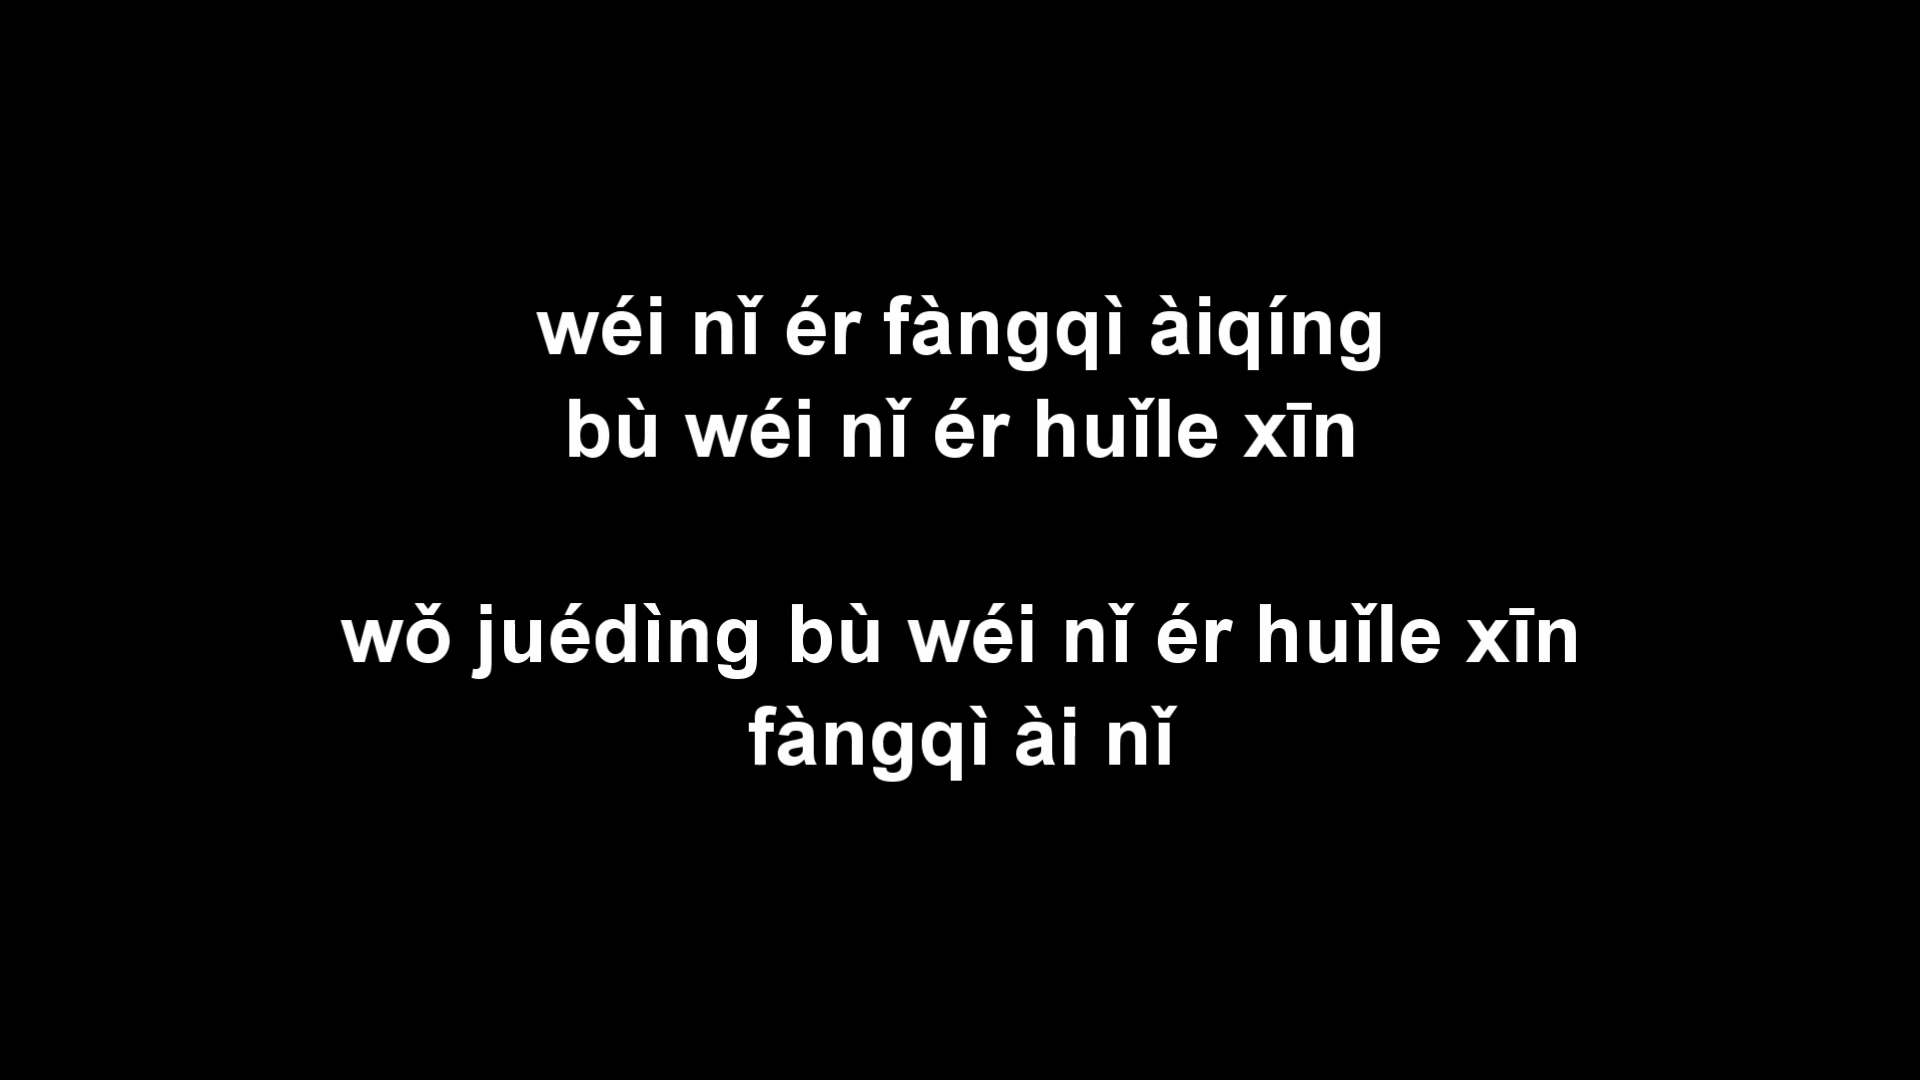 wéi nǐ ér fàngqì àiqíng
bù wéi nǐ ér huǐle xīn
wǒ juédìng bù wéi nǐ ér huǐle xīn
fàngqì ài nǐ